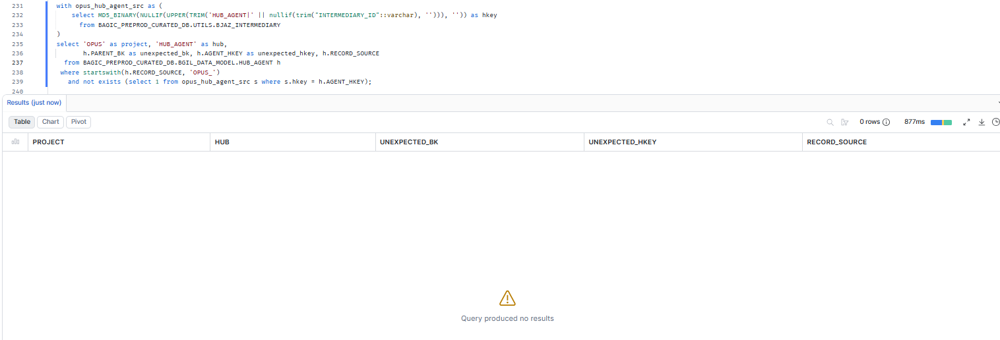 231 with opus_hub_agent_src as (
232 select MD5_BINARY(NULLIF(UPPER(TRIM('HUB_AGENT|' || nullif(trim("INTERMEDIARY_ID"::varchar), ''))), '')) as hkey
233 from BAGIC_PREPROD_CURATED_DB.UTILS.BJAZ_INTERMEDIARY
234 )
235 select 'OPUS' as project, 'HUB_AGENT' as hub,
236 h.PARENT_BK as unexpected_bk, h.AGENT_HKEY as unexpected_hkey, h.RECORD_SOURCE
237 from BAGIC_PREPROD_CURATED_DB.BGIL_DATA_MODEL.HUB_AGENT h
238 where startswith(h.RECORD_SOURCE, 'OPUS_')
239 and not exists (select 1 from opus_hub_agent_src s where s.hkey = h.AGENT_HKEY);
240
Results (just now)
Table Chart Pivot 0 rows 877ms
PROJECT HUB UNEXPECTED_BK UNEXPECTED_HKEY RECORD_SOURCE
Query produced no results